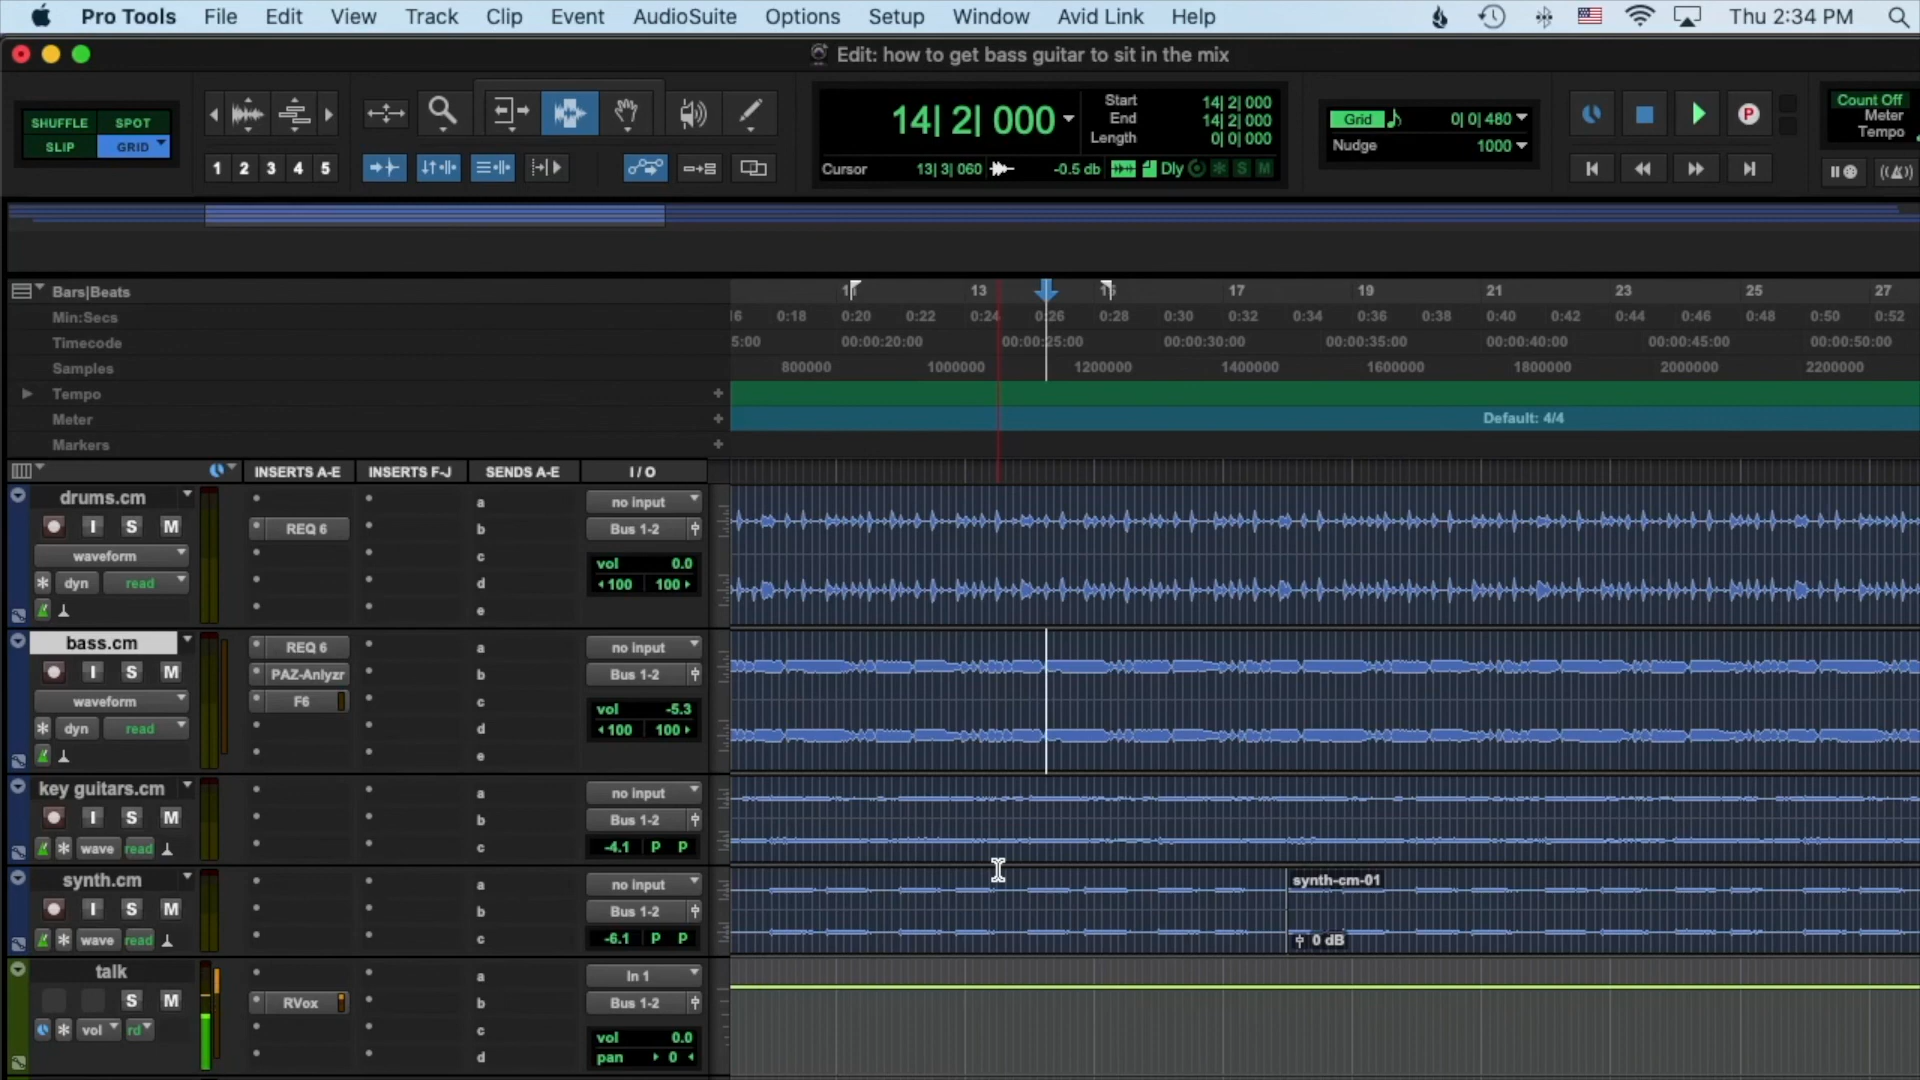 Pro Tools File Edit View Track Clip Event AudioSuite Options Setup Window Avid Link Help Thu 2:34 PM
Edit: how to get bass guitar to sit in the mix
SHUFFLE SPOT
SLIP GRID
1 2 3 4 5
14| 2| 000
Start 14| 2| 000
End 14| 2| 000
Length 0| 0| 000
Cursor 13| 3| 060 -0.5 db Dly S M
Grid 0| 0| 480
Nudge 1000
P
Count Off
Meter
Tempo
Bars|Beats 13 17 19 21 23 25 27
Min:Secs 16 0:18 0:20 0:22 0:24 0:26 0:28 0:30 0:32 0:34 0:36 0:38 0:40 0:42 0:44 0:46 0:48 0:50 0:52
Timecode 5:00 00:00:20:00 00:00:25:00 00:00:30:00 00:00:35:00 00:00:40:00 00:00:45:00 00:00:50:00
Samples 800000 1000000 1200000 1400000 1600000 1800000 2000000 2200000
Tempo
Meter Default: 4/4
Markers
INSERTS A-E INSERTS F-J SENDS A-E I / O
drums.cm a no input
I S M REQ 6 b Bus 1-2
waveform c vol 0.0
dyn read d 100 100
e
bass.cm REQ 6 a no input
I S M PAZ-Anlyzr b Bus 1-2
waveform F6 c vol -5.3
dyn read d 100 100
e
key guitars.cm a no input
I S M b Bus 1-2
wave read c -4.1 P P
synth.cm a no input synth-cm-01
I S M b Bus 1-2
wave read c -6.1 P P 0 dB
talk a In 1
S M RVox b Bus 1-2
vol rd c vol 0.0
d pan 0